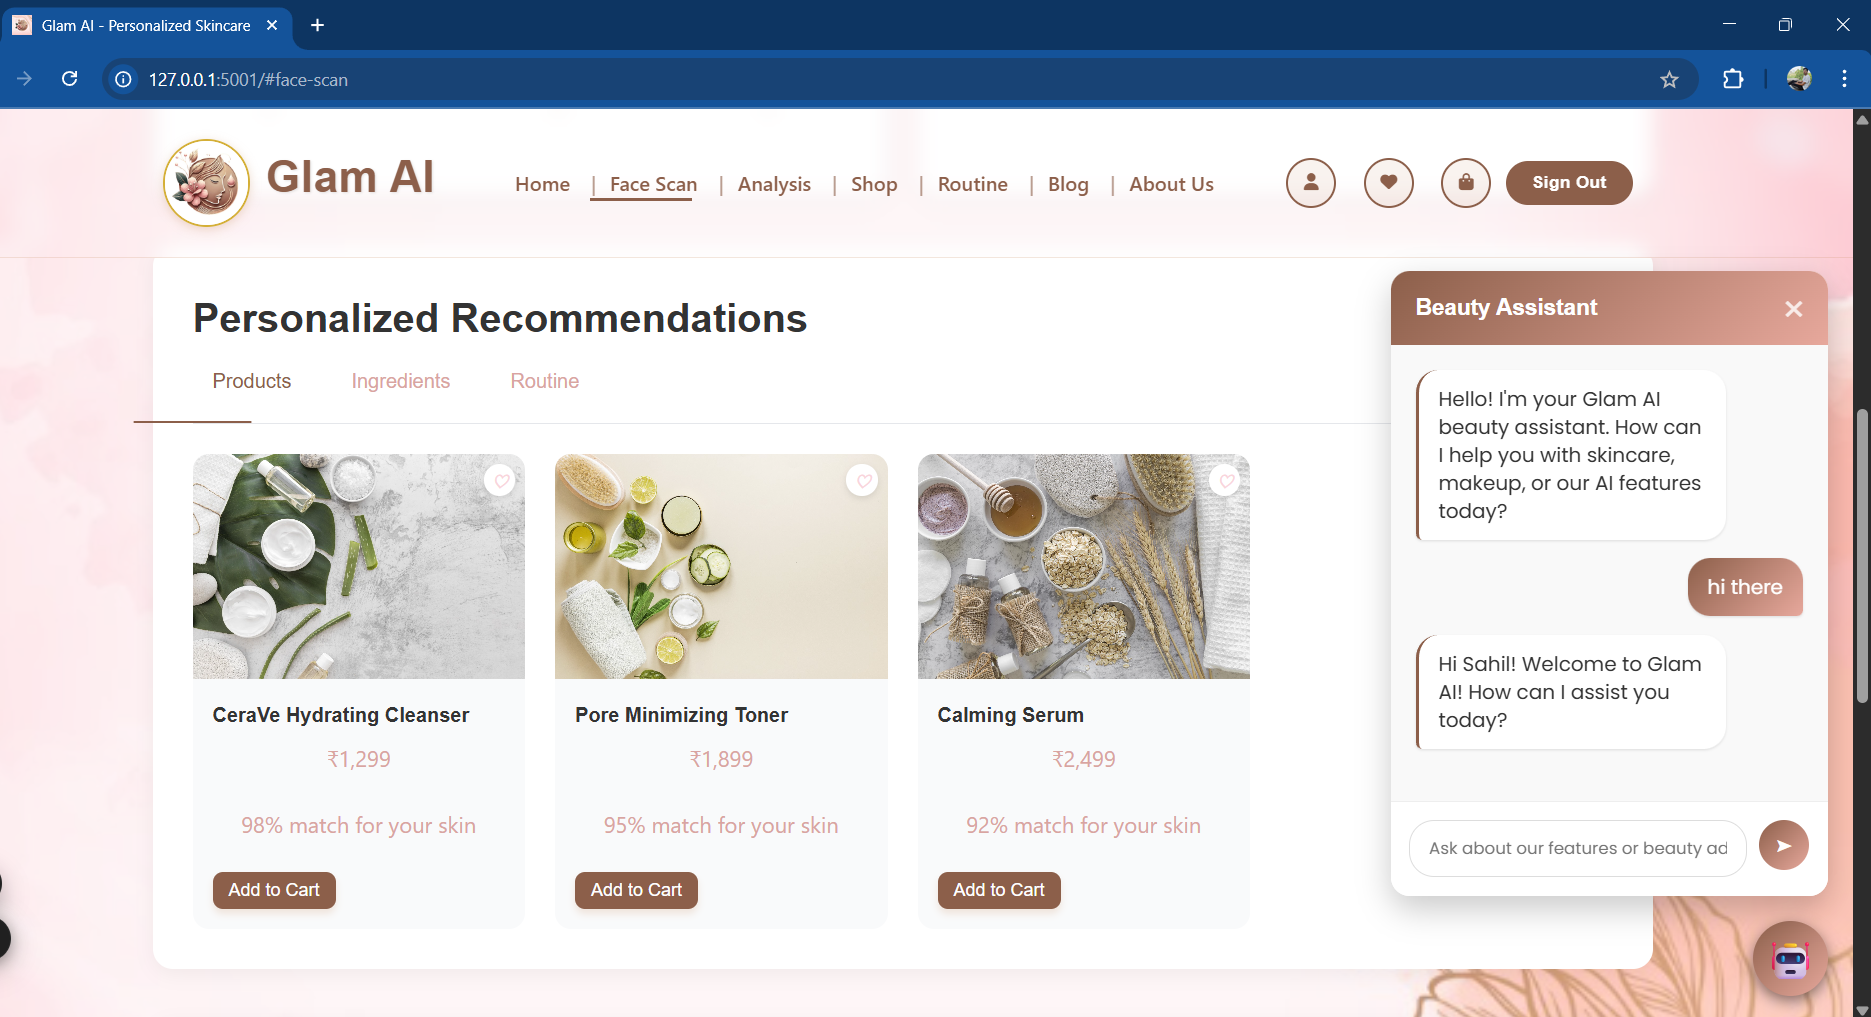 Glam AI - Personalized Skincare
127.0.0.1:5001/#face-scan
Glam AI
Home | Face Scan | Analysis | Shop | Routine | Blog | About Us
Sign Out
Personalized Recommendations
Products Ingredients Routine
CeraVe Hydrating Cleanser
₹1,299
98% match for your skin
Add to Cart
Pore Minimizing Toner
₹1,899
95% match for your skin
Add to Cart
Calming Serum
₹2,499
92% match for your skin
Add to Cart
Beauty Assistant
Hello! I'm your Glam AI
beauty assistant. How can
I help you with skincare,
makeup, or our AI features
today?
hi there
Hi Sahil! Welcome to Glam
AI! How can I assist you
today?
Ask about our features or beauty ad